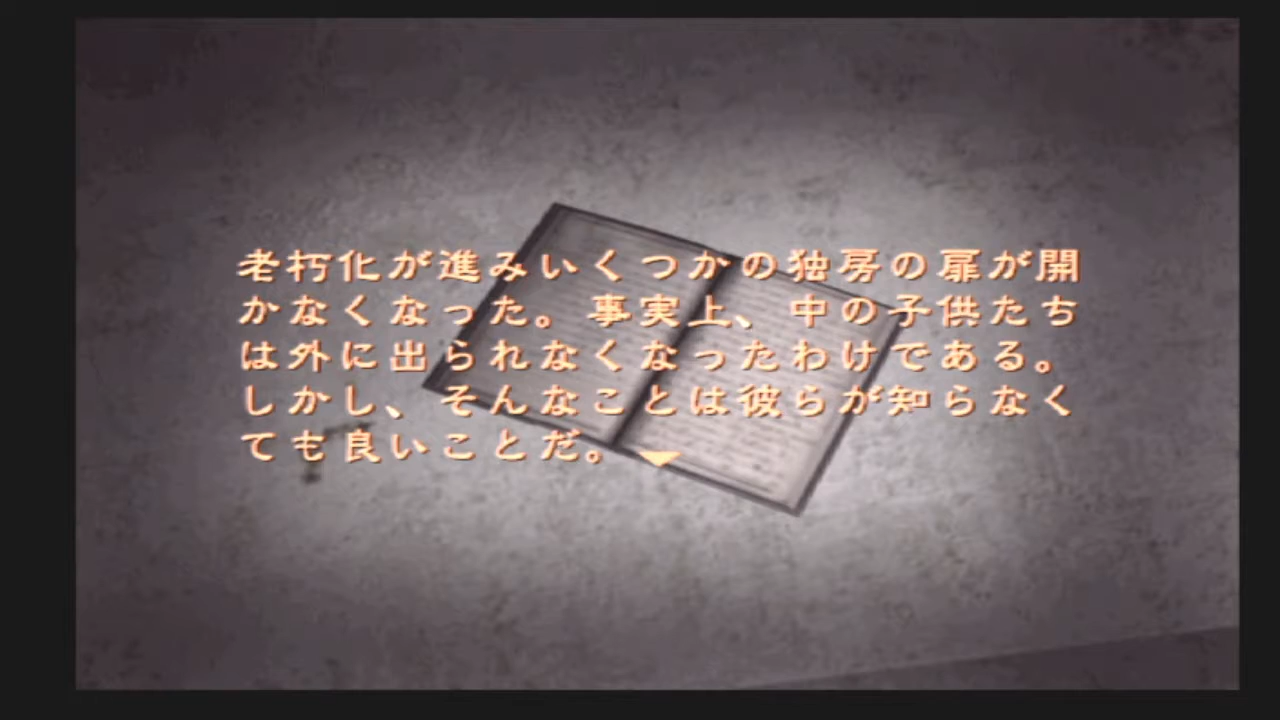 老朽化が進みいくつかの独房の扉が開
かなくなった。事実上、中の子供たち
は外に出られなくなったわけである。
しかし、そんなことは彼らが知らなく
ても良いことだ。